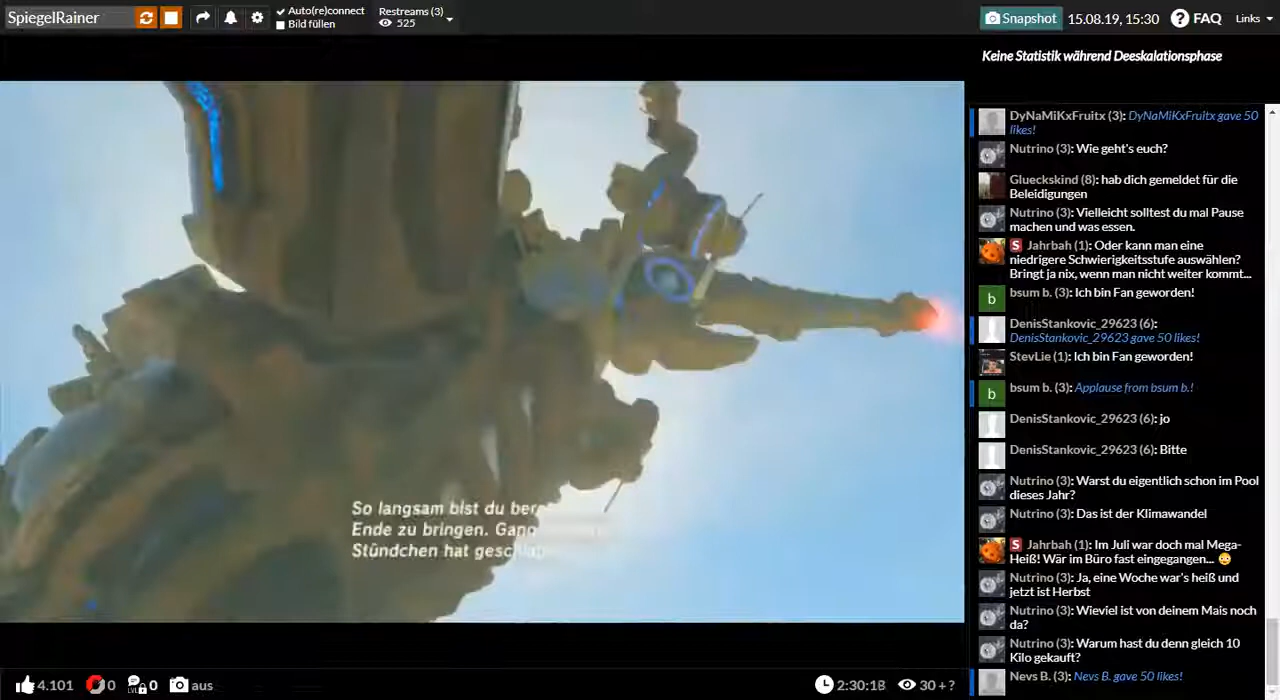 SpiegelRainer
Auto(re)connect
Bild füllen
Restreams (3)
525
Snapshot
15.08.19, 15:30
FAQ
Links
Keine Statistik während Deeskalationsphase
DyNaMiKxFruitx (3): DyNaMiKxFruitx gave 50
likes!
Nutrino (3): Wie geht's euch?
Glueckskind (8): hab dich gemeldet für die
Beleidigungen
Nutrino (3): Vielleicht solltest du mal Pause
machen und was essen.
S Jahrbah (1): Oder kann man eine
niedrigere Schwierigkeitsstufe auswählen?
Bringt ja nix, wenn man nicht weiter kommt...
b
bsum b. (3): Ich bin Fan geworden!
DenisStankovic_29623 (6):
DenisStankovic_29623 gave 50 likes!
StevLie (1): Ich bin Fan geworden!
b
bsum b. (3): Applause from bsum b.!
DenisStankovic_29623 (6): jo
DenisStankovic_29623 (6): Bitte
Nutrino (3): Warst du eigentlich schon im Pool
dieses Jahr?
Nutrino (3): Das ist der Klimawandel
S Jahrbah (1): Im Juli war doch mal Mega-
Heiß! Wär im Büro fast eingegangen... 😳
Nutrino (3): Ja, eine Woche war's heiß und
jetzt ist Herbst
Nutrino (3): Wieviel ist von deinem Mais noch
da?
Nutrino (3): Warum hast du denn gleich 10
Kilo gekauft?
Nevs B. (3): Nevs B. gave 50 likes!
So langsam bist du
Ende zu bringen.
Stündchen hat
4.101
0
LVL
0
aus
2:30:18
30 + ?